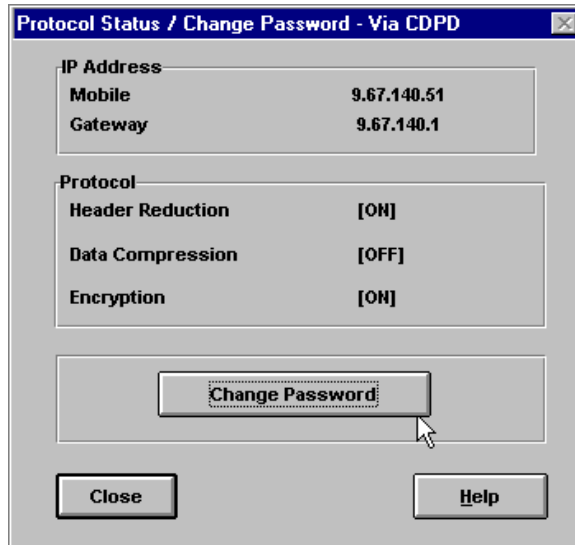 Protocol Status / Change Password - Via CDPD
IP Address
Mobile 9.67.140.51
Gateway 9.67.140.1
Protocol
Header Reduction [ON]
Data Compression [OFF]
Encryption [ON]
Change Password
Close Help